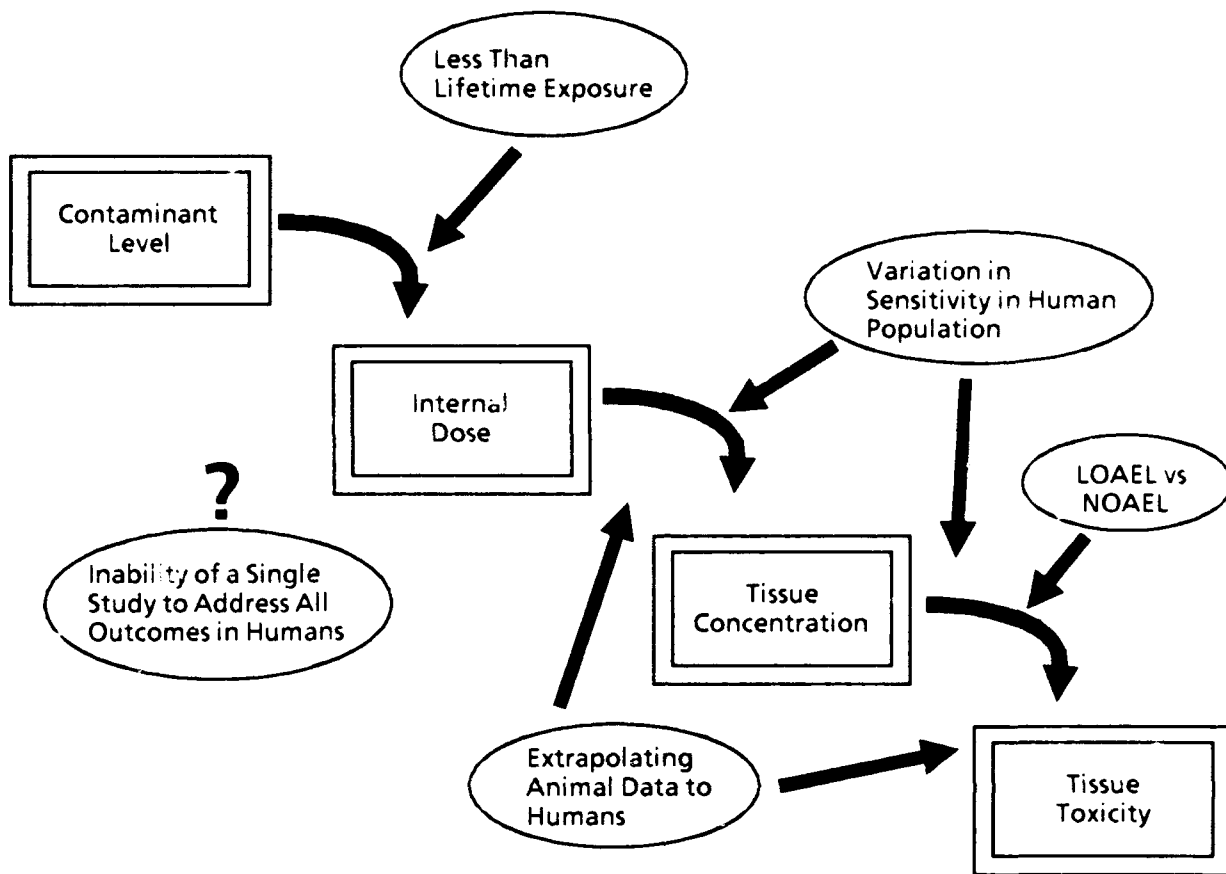 Less Than
Lifetime Exposure
Contaminant
Level
Variation in
Sensitivity in Human
Population
Internal
Dose
LOAEL vs
NOAEL
?
Inability of a Single
Study to Address All
Outcomes in Humans
Tissue
Concentration
Extrapolating
Animal Data to
Humans
Tissue
Toxicity